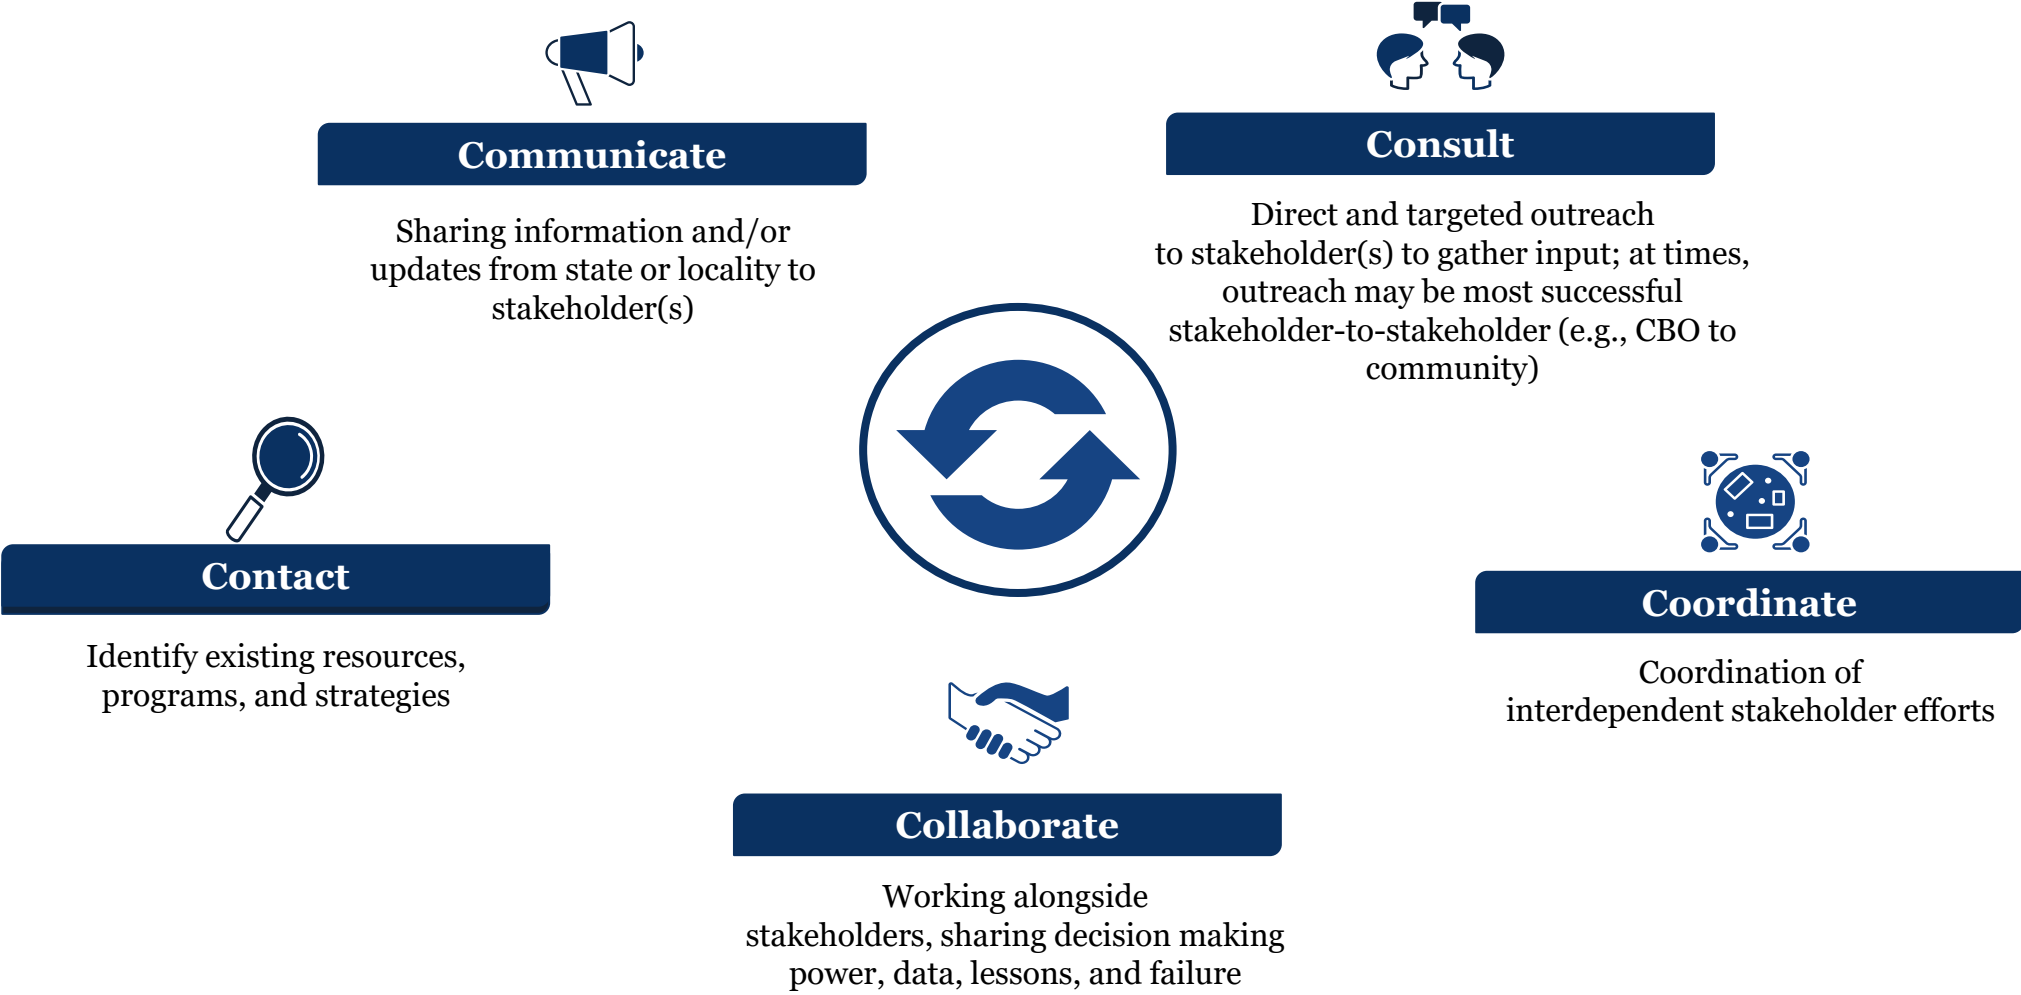 Communicate
Sharing information and/or
updates from state or locality to
stakeholder(s)
Consult
Direct and targeted outreach
to stakeholder(s) to gather input; at times,
outreach may be most successful
stakeholder-to-stakeholder (e.g., CBO to
community)
Contact
Identify existing resources,
programs, and strategies
Coordinate
Coordination of
interdependent stakeholder efforts
Collaborate
Working alongside
stakeholders, sharing decision making
power, data, lessons, and failure